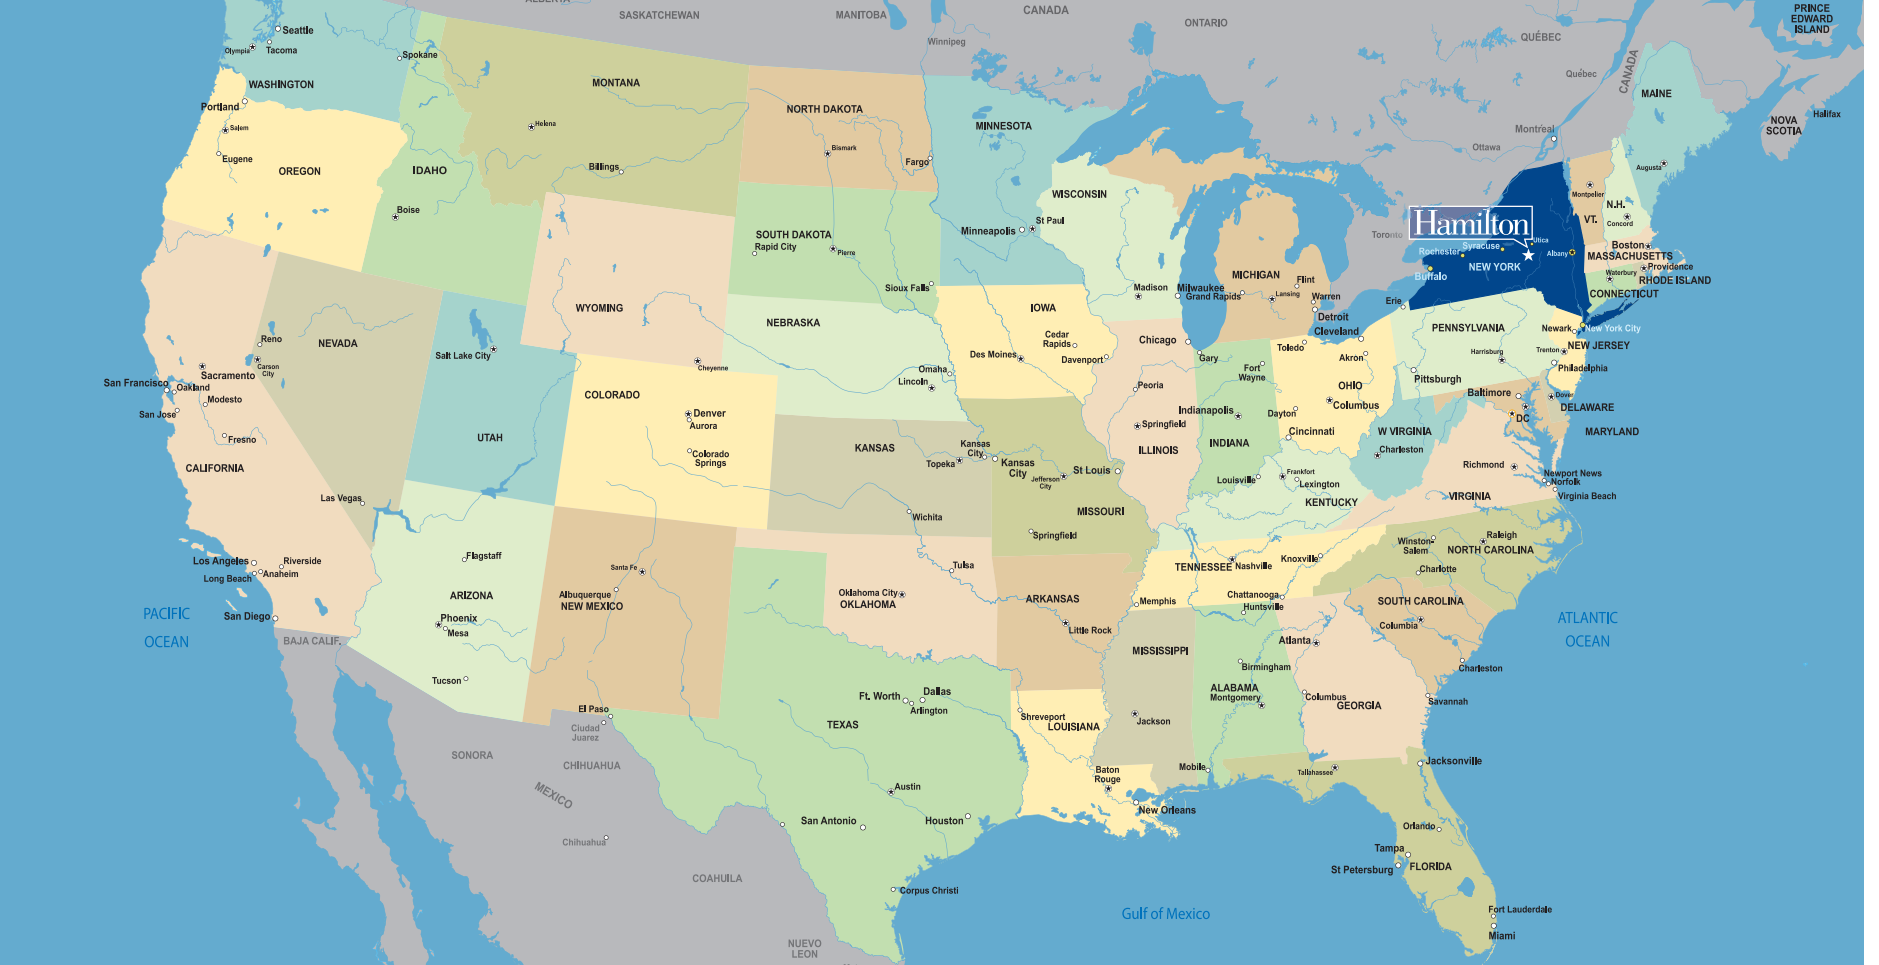 ALBERTA
SASKATCHEWAN
MANITOBA
CANADA
ONTARIO
QUÉBEC
PRINCE
EDWARD
ISLAND
Winnipeg
Québec
CANADA
Halifax
NOVA
SCOTIA
Montreal
Ottawa
Toronto
Seattle
Olympia
Tacoma
Spokane
WASHINGTON
Portland
Salem
Eugene
OREGON
IDAHO
Boise
MONTANA
Helena
Billings
NORTH DAKOTA
Bismark
Fargo
MINNESOTA
St Paul
Minneapolis
SOUTH DAKOTA
Rapid City
Pierre
Sioux Falls
WISCONSIN
Madison
Milwaukee
MICHIGAN
Grand Rapids
Lansing
Flint
Warren
Detroit
MAINE
Augusta
Montpelier
VT.
N.H.
Concord
Boston
MASSACHUSETTS
Providence
RHODE ISLAND
Waterbury
CONNECTICUT
Hamilton
Rochester
Syracuse
Utica
Albany
Buffalo
NEW YORK
New York City
WYOMING
Cheyenne
NEBRASKA
Omaha
Lincoln
IOWA
Cedar
Rapids
Des Moines
Davenport
Chicago
Peoria
Springfield
ILLINOIS
Gary
Fort
Wayne
Indianapolis
INDIANA
Cleveland
Toledo
Akron
OHIO
Columbus
Dayton
Cincinnati
Erie
PENNSYLVANIA
Harrisburg
Pittsburgh
Newark
NEW JERSEY
Trenton
Philadelphia
Baltimore
Dover
DELAWARE
DC
MARYLAND
W VIRGINIA
Charleston
Richmond
VIRGINIA
Newport News
Norfolk
Virginia Beach
Reno
Carson
City
NEVADA
Las Vegas
Sacramento
San Francisco
Oakland
Modesto
San Jose
Fresno
CALIFORNIA
Los Angeles
Riverside
Long Beach
Anaheim
San Diego
Salt Lake City
UTAH
COLORADO
Denver
Aurora
Colorado
Springs
KANSAS
Kansas
City
Topeka
Wichita
Kansas
City
St Louis
Jefferson
City
MISSOURI
Springfield
Louisville
Frankfort
Lexington
KENTUCKY
Flagstaff
ARIZONA
Phoenix
Mesa
Tucson
Santa Fe
Albuquerque
NEW MEXICO
Tulsa
Oklahoma City
OKLAHOMA
ARKANSAS
Little Rock
TENNESSEE
Nashville
Knoxville
Memphis
Chattanooga
Huntsville
Winston-
Salem
Raleigh
NORTH CAROLINA
Charlotte
SOUTH CAROLINA
Columbia
Charleston
MISSISSIPPI
Jackson
Birmingham
ALABAMA
Montgomery
Mobile
Atlanta
Columbus
GEORGIA
Savannah
El Paso
TEXAS
Ft. Worth
Dallas
Arlington
Austin
San Antonio
Houston
Corpus Christi
Shreveport
LOUISIANA
Baton
Rouge
New Orleans
Tallahassee
Jacksonville
Orlando
Tampa
St Petersburg
FLORIDA
Fort Lauderdale
Miami
PACIFIC
OCEAN
ATLANTIC
OCEAN
Gulf of Mexico
BAJA CALIF.
SONORA
Ciudad
Juarez
CHIHUAHUA
MEXICO
Chihuahua
COAHUILA
NUEVO
LEON